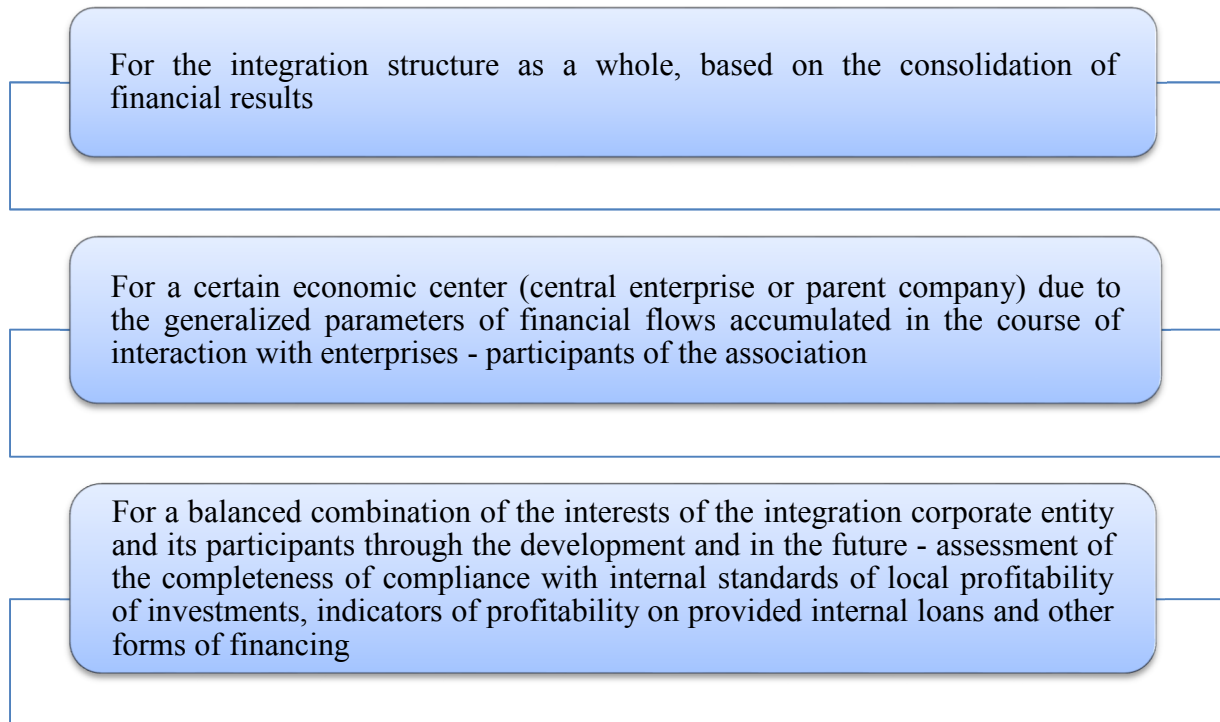 For the integration structure as a whole, based on the consolidation of
financial results
For a certain economic center (central enterprise or parent company) due to
the generalized parameters of financial flows accumulated in the course of
interaction with enterprises - participants of the association
For a balanced combination of the interests of the integration corporate entity
and its participants through the development and in the future - assessment of
the completeness of compliance with internal standards of local profitability
of investments, indicators of profitability on provided internal loans and other
forms of financing